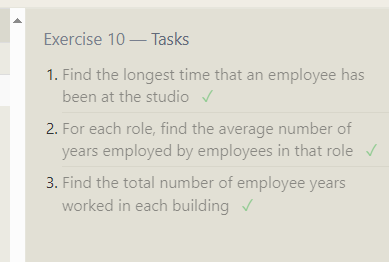 Exercise 10 — Tasks
1. Find the longest time that an employee has
been at the studio ✓
2. For each role, find the average number of
years employed by employees in that role ✓
3. Find the total number of employee years
worked in each building ✓